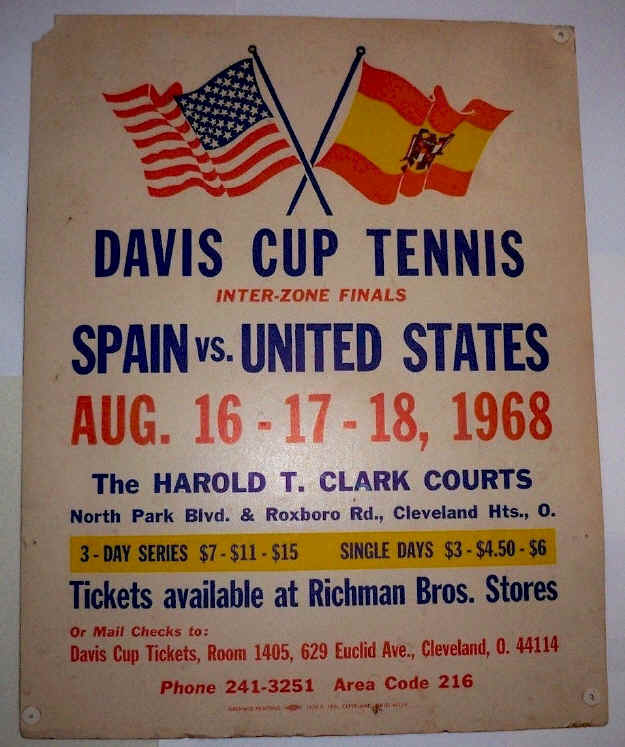 DAVIS CUP TENNIS
INTER-ZONE FINALS
SPAIN vs. UNITED STATES
AUG. 16 - 17 - 18, 1968
The HAROLD T. CLARK COURTS
North Park Blvd. & Roxboro Rd., Cleveland Hts., O.
3 - DAY SERIES $7 - $11 - $15 SINGLE DAYS $3 - $4.50 - $6
Tickets available at Richman Bros. Stores
Or Mail Checks to:
Davis Cup Tickets, Room 1405, 629 Euclid Ave., Cleveland, O. 44114
Phone 241-3251 Area Code 216